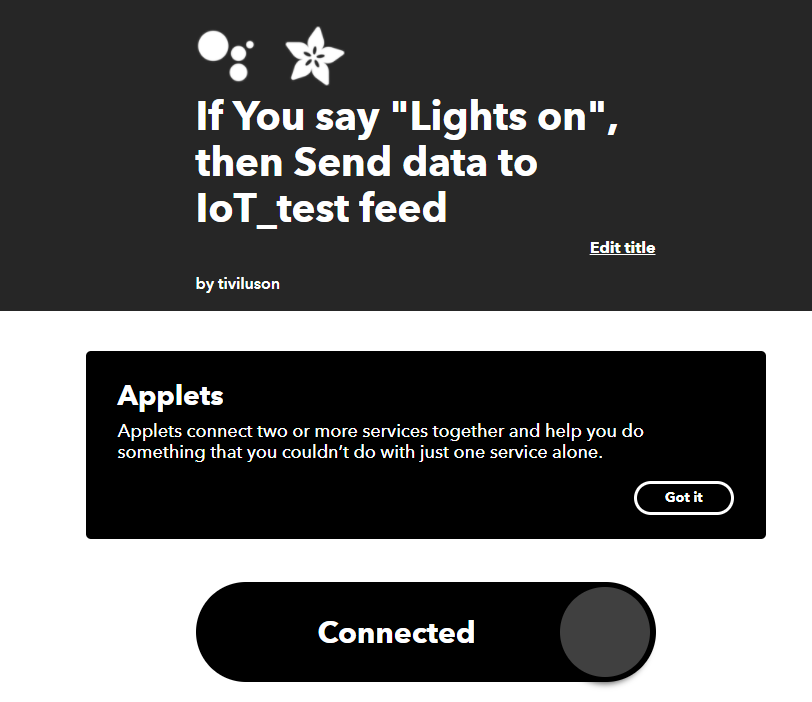 If You say "Lights on",
then Send data to
IoT_test feed
Edit title
by tiviluson
Applets
Applets connect two or more services together and help you do
something that you couldn’t do with just one service alone.
Got it
Connected